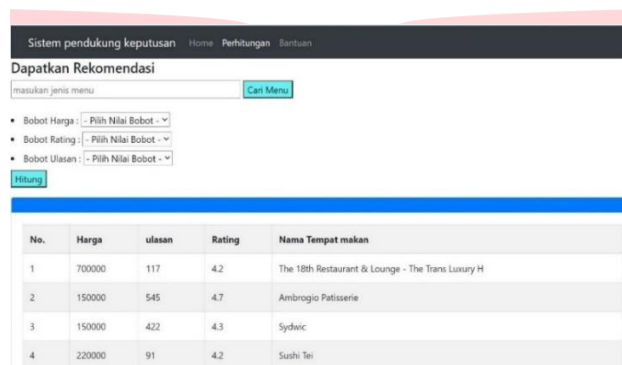 Sistem pendukung keputusan Home Perhitungan Bantuan
Dapatkan Rekomendasi
masukan jenis menu Cari Menu
Bobot Harga : - Pilih Nilai Bobot -
Bobot Rating : - Pilih Nilai Bobot -
Bobot Ulasan : - Pilih Nilai Bobot -
Hitung
No. Harga ulasan Rating Nama Tempat makan
1 700000 117 4.2 The 18th Restaurant & Lounge - The Trans Luxury H
2 150000 545 4.7 Ambrogio Patisserie
3 150000 422 4.3 Sydwic
4 220000 91 4.2 Sushi Tei